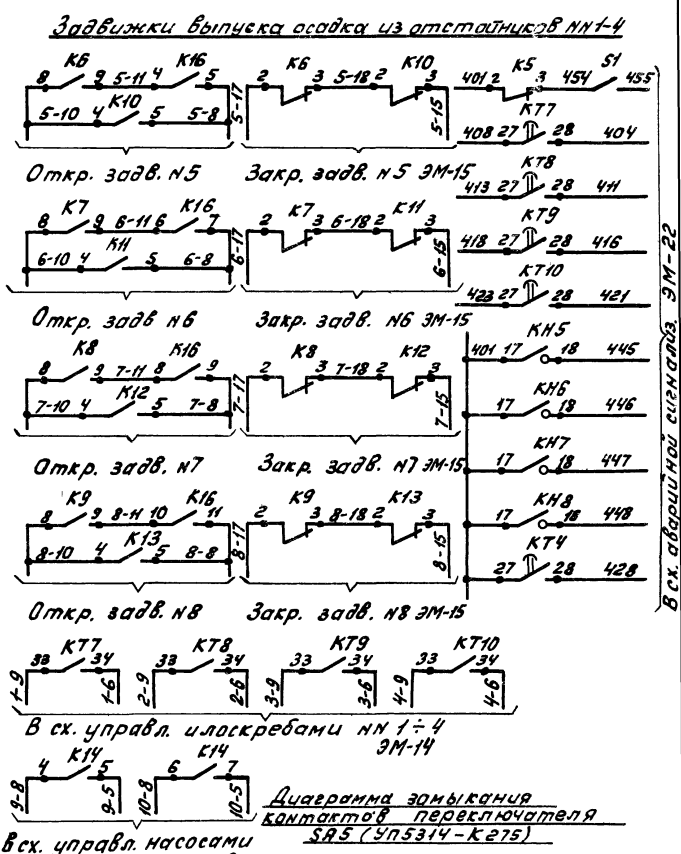 Задвижки выпуска осадка из отстойников NN 1-4
К6 К16 К6 К10 К5 S1
8 9 5-11 4 5 2 3 5-18 2 3 401 2 3 454 455
К10 5-17 5-15 КТ7
5-10 4 5 5-8 408 27 28 404
Откр. задв. N5 Закр. задв. N5 ЭМ-15
КТ8
413 27 28 411
К7 К16 К7 К11 КТ9
8 9 6-11 6 7 2 3 6-18 2 3 418 27 28 416
К11 6-17 6-15 КТ10
6-10 4 5 6-8 423 27 28 421
Откр. задв N6 Закр. задв. N6 ЭМ-15
КН5
К8 К16 К8 К12 401 17 18 445
8 9 7-11 8 9 2 3 7-18 2 3
К12 7-17 7-15 КН6
7-10 4 5 7-8 17 18 446
Откр. задв. N7 Закр. задв. N7 ЭМ-15
КН7
17 18 447
К9 К16 К9 К13 КН8
8 9 8-11 10 11 2 3 8-18 2 3 17 18 448
К13 8-17 8-15 КТ4
8-10 4 5 8-8 27 28 428
Откр. задв. N8 Закр. задв. N8 ЭМ-15
В сх. аварийной сигнализ. ЭМ-22
КТ7 КТ8 КТ9 КТ10
33 34 33 34 33 34 33 34
1-9 1-6 2-9 2-6 3-9 3-6 4-9 4-6
В сх. управл. илоскребами NN 1÷4
ЭМ-14
К14 К14
4 5 6 7
9-8 9-5 10-8 10-5
В сх. управл. насосами
Диаграмма замыкания
контактов переключателя
SA5 (УП5314-К275)